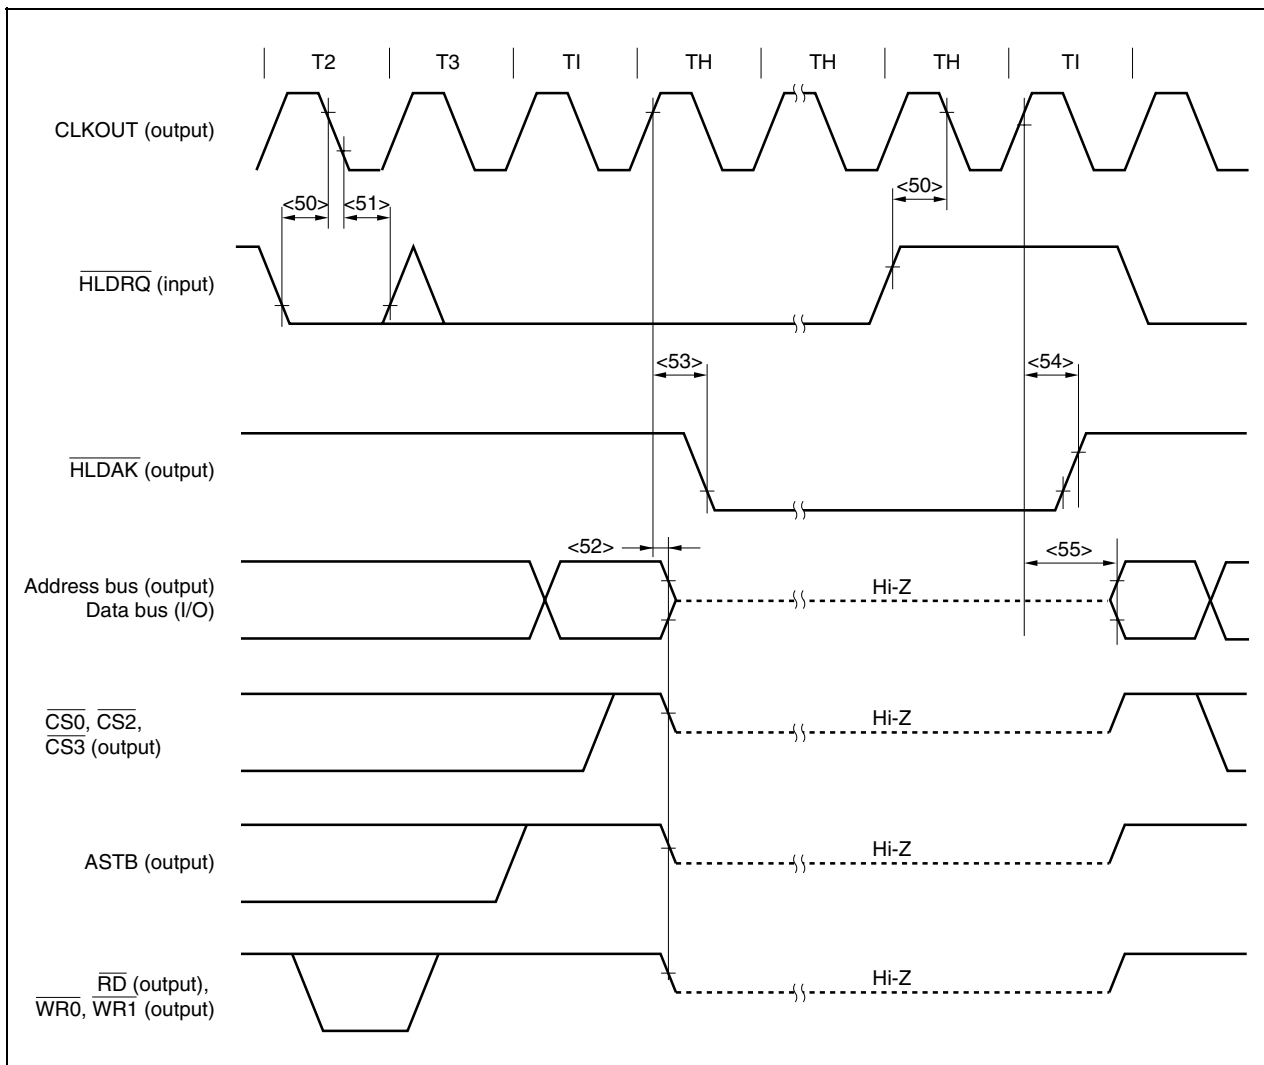 T2 T3 TI TH TH TH TI
CLKOUT (output)
<50> <51> <50>
HLDRQ (input)
<53> <54>
HLDAK (output)
<52> <55>
Address bus (output)
Data bus (I/O)
Hi-Z
CS0, CS2,
CS3 (output)
Hi-Z
ASTB (output)
Hi-Z
RD (output),
WR0, WR1 (output)
Hi-Z